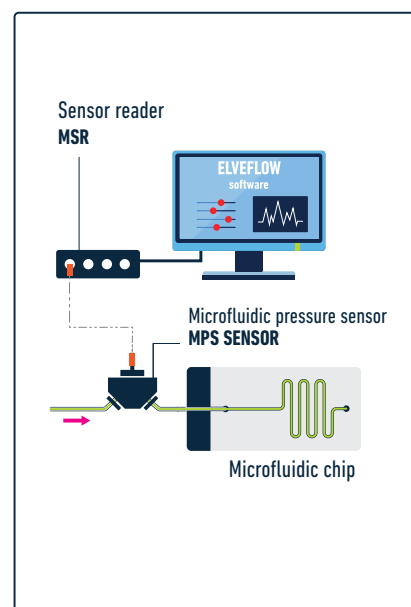 Sensor reader
MSR
ELVEFLOW
software
Microfluidic pressure sensor
MPS SENSOR
Microfluidic chip